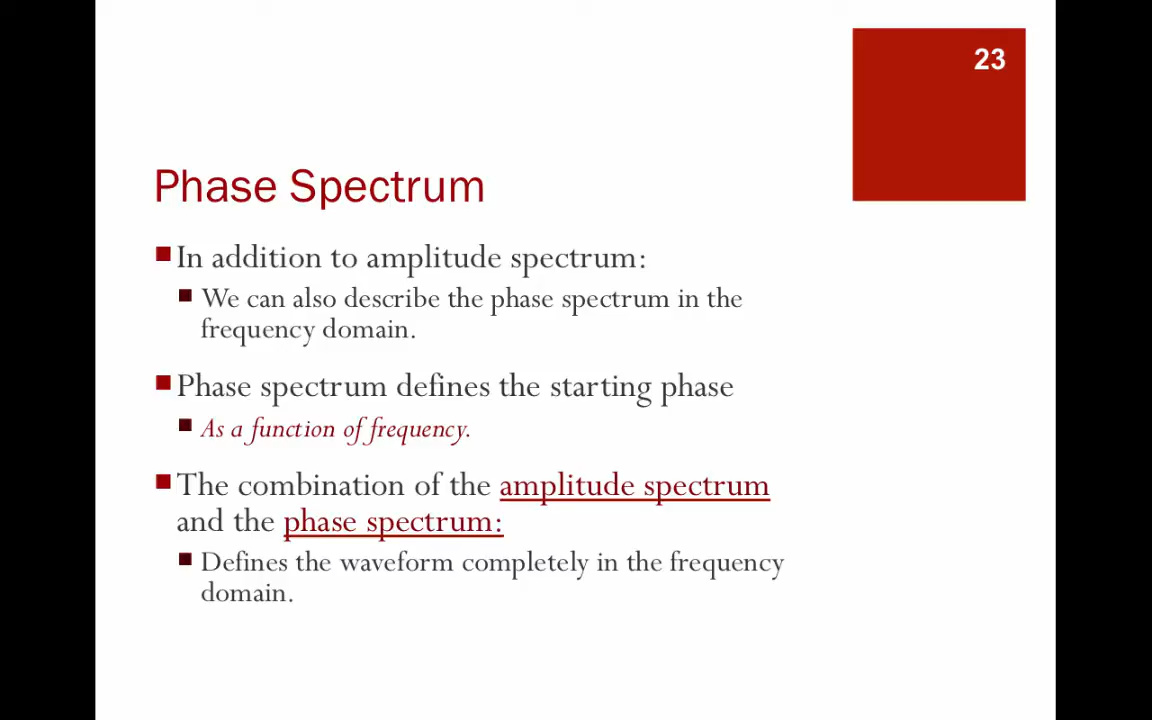 23
Phase Spectrum
In addition to amplitude spectrum:
We can also describe the phase spectrum in the
frequency domain.
Phase spectrum defines the starting phase
As a function of frequency.
The combination of the amplitude spectrum
and the phase spectrum:
Defines the waveform completely in the frequency
domain.